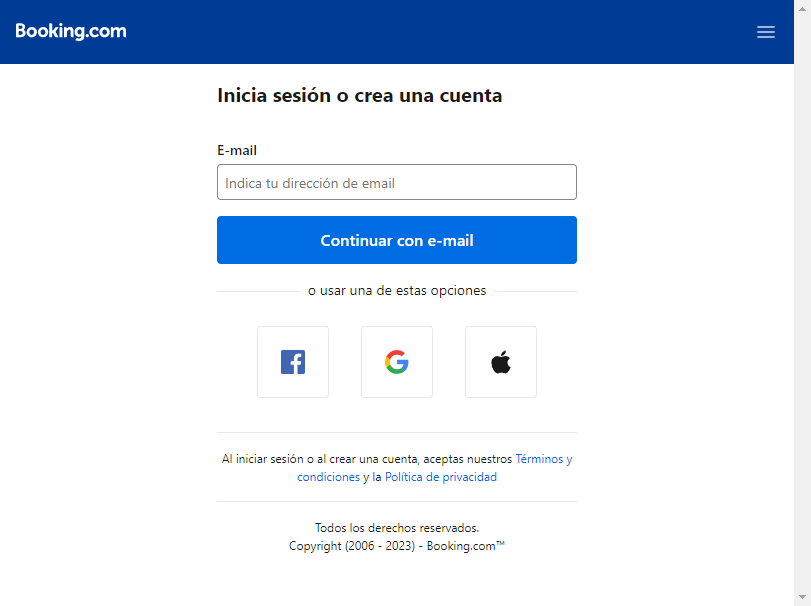 Booking.com
Inicia sesión o crea una cuenta
E-mail
Indica tu dirección de email
Continuar con e-mail
o usar una de estas opciones
Al iniciar sesión o al crear una cuenta, aceptas nuestros Términos y
condiciones y la Política de privacidad
Todos los derechos reservados.
Copyright (2006 - 2023) - Booking.com™